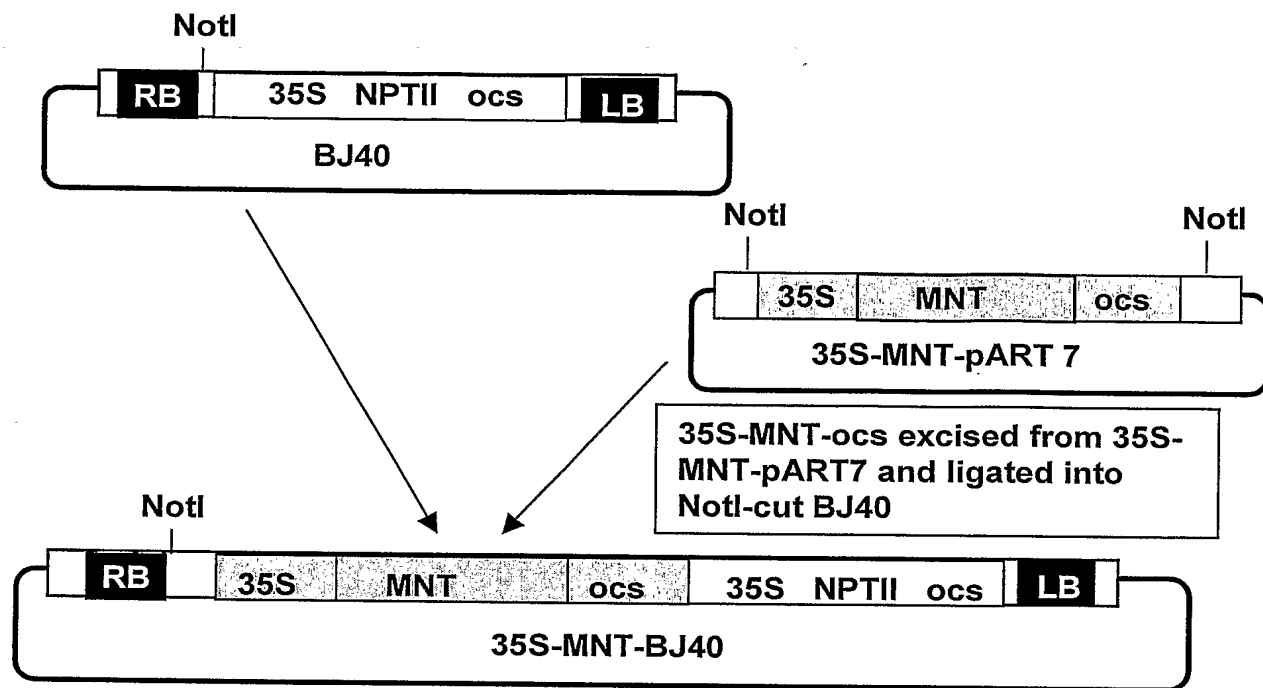 NotI
RB 35S NPTII ocs LB
BJ40
NotI NotI
35S MNT ocs
35S-MNT-pART 7
35S-MNT-ocs excised from 35S-
MNT-pART7 and ligated into
NotI-cut BJ40
NotI
RB 35S MNT ocs 35S NPTII ocs LB
35S-MNT-BJ40